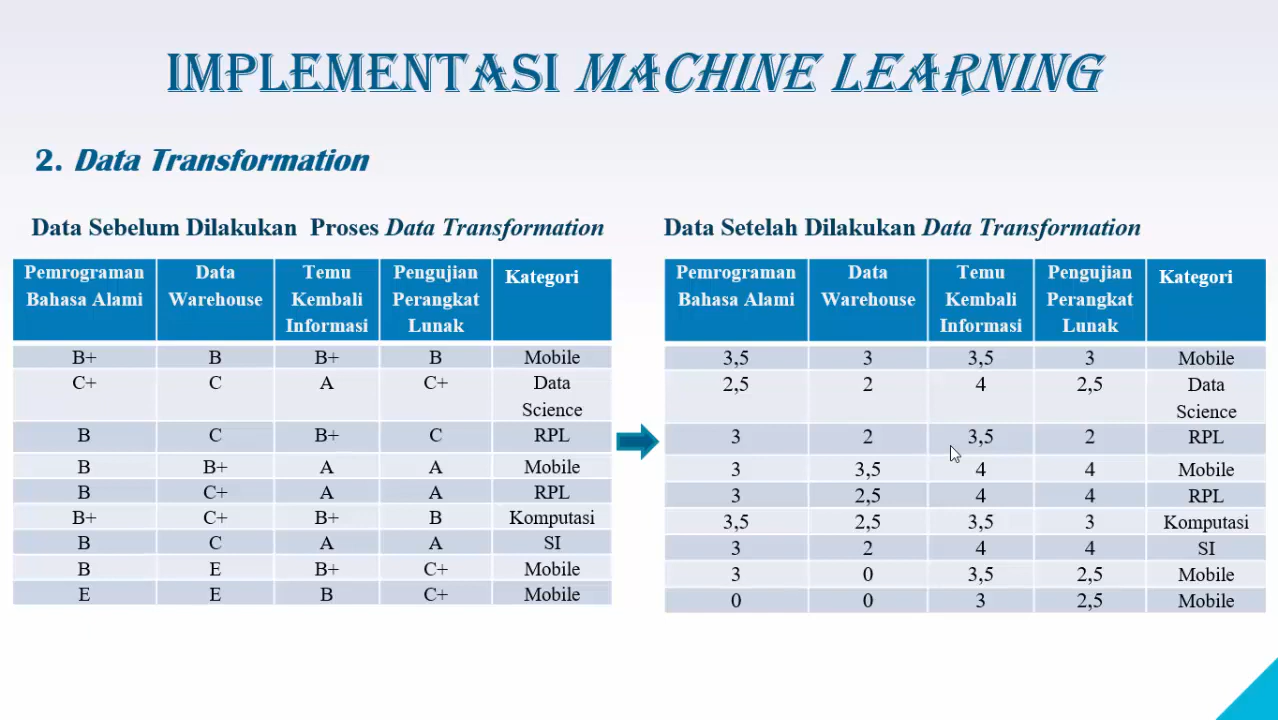 IMPLEMENTASI MACHINE LEARNING
2. Data Transformation
Data Sebelum Dilakukan Proses Data Transformation
Pemrograman Bahasa Alami Data Warehouse Temu Kembali Informasi Pengujian Perangkat Lunak Kategori
B+ B B+ B Mobile
C+ C A C+ Data Science
B C B+ C RPL
B B+ A A Mobile
B C+ A A RPL
B+ C+ B+ B Komputasi
B C A A SI
B E B+ C+ Mobile
E E B C+ Mobile
Data Setelah Dilakukan Data Transformation
Pemrograman Bahasa Alami Data Warehouse Temu Kembali Informasi Pengujian Perangkat Lunak Kategori
3,5 3 3,5 3 Mobile
2,5 2 4 2,5 Data Science
3 2 3,5 2 RPL
3 3,5 4 4 Mobile
3 2,5 4 4 RPL
3,5 2,5 3,5 3 Komputasi
3 2 4 4 SI
3 0 3,5 2,5 Mobile
0 0 3 2,5 Mobile